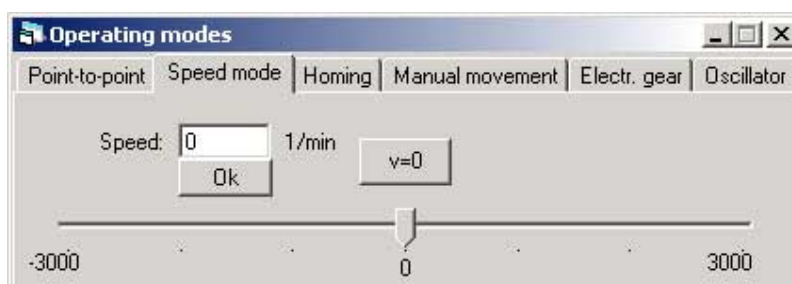 Operating modes
Point-to-point Speed mode Homing Manual movement Electr. gear Oscillator
Speed: 0 1/min v=0
Ok
-3000 0 3000